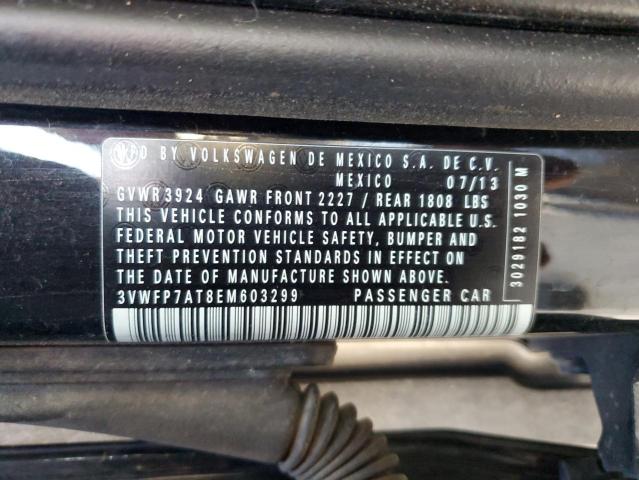 MFD BY VOLKSWAGEN DE MEXICO S.A. DE C.V.
MEXICO 07/13
GVWR 3924 GAWR FRONT 2227 / REAR 1808 LBS
THIS VEHICLE CONFORMS TO ALL APPLICABLE U.S.
FEDERAL MOTOR VEHICLE SAFETY, BUMPER AND
THEFT PREVENTION STANDARDS IN EFFECT ON
THE DATE OF MANUFACTURE SHOWN ABOVE.
3VWFP7AT8EM603299 PASSENGER CAR
3029182 1030 M